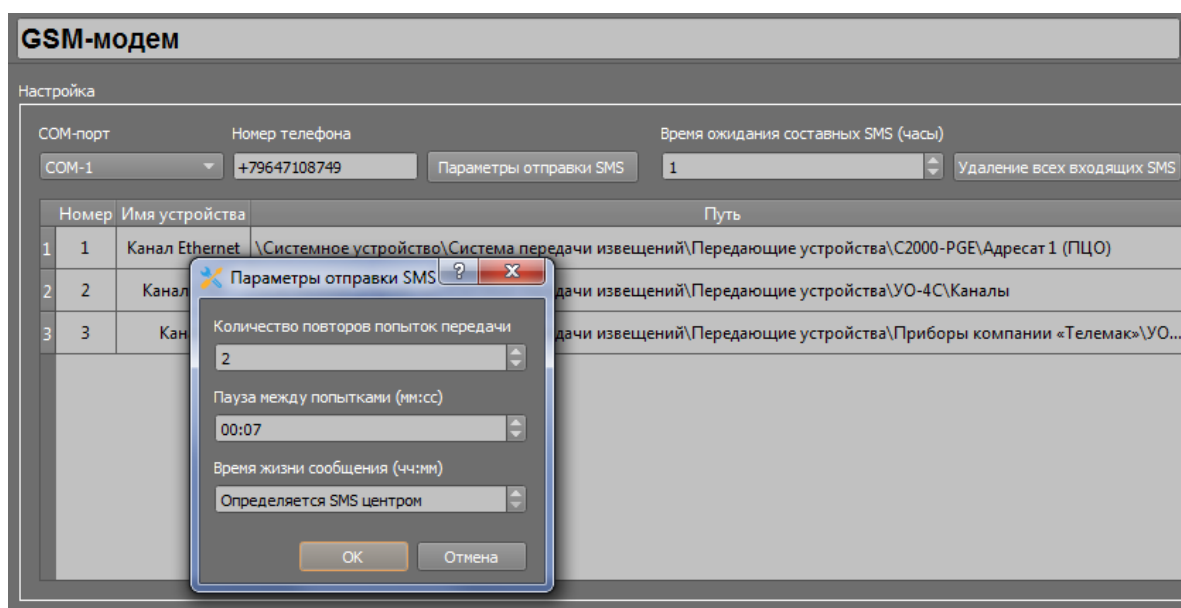 GSM-модем
Настройка
COM-порт Номер телефона Время ожидания составных SMS (часы)
COM-1 +79647108749 Параметры отправки SMS 1 Удаление всех входящих SMS
Номер Имя устройства Путь
1 1 Канал Ethernet \Системное устройство\Система передачи извещений\Передающие устройства\С2000-PGE\Адресат 1 (ПЦО)
2 2 Канал дачи извещений\Передающие устройства\УО-4С\Каналы
3 3 Кан дачи извещений\Передающие устройства\Приборы компании «Телемак»\УО...
Параметры отправки SMS ? X
Количество повторов попыток передачи
2
Пауза между попытками (мм:сс)
00:07
Время жизни сообщения (чч:мм)
Определяется SMS центром
OK Отмена